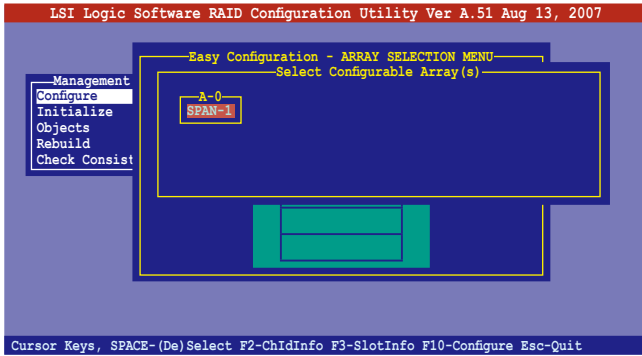 LSI Logic Software RAID Configuration Utility Ver A.51 Aug 13, 2007
Easy Configuration - ARRAY SELECTION MENU
Select Configurable Array(s)
Management
Configure
Initialize
Objects
Rebuild
Check Consist
A-0
SPAN-1
Cursor Keys, SPACE-(De)Select F2-ChIdInfo F3-SlotInfo F10-Configure Esc-Quit